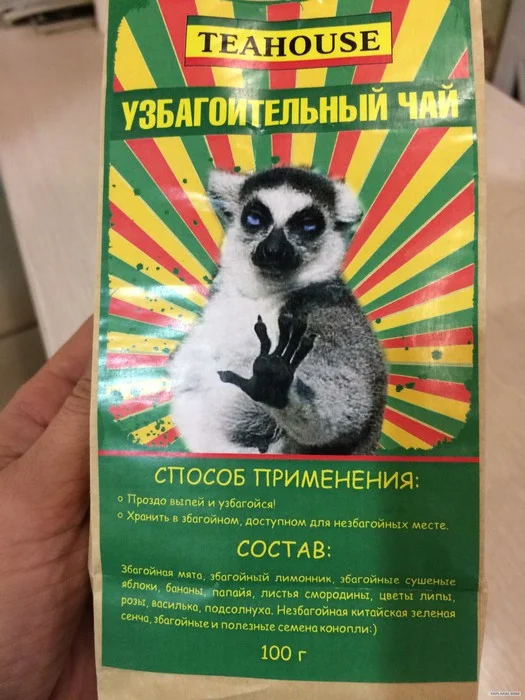 TEAHOUSE
УЗБАГОИТЕЛЬНЫЙ ЧАЙ
СПОСОБ ПРИМЕНЕНИЯ:
○ Проздо выпей и узбагойся!
○ Хранить в збагойном, доступном для незбагойных месте.
СОСТАВ:
Збагойная мята, збагойный лимонник, збагойные сушеные
яблоки, бананы, папайя, листья смородины, цветы липы,
розы, василька, подсолнуха. Незбагойная китайская зеленая
сенча, збагойные и полезные семена конопли:)
100 г